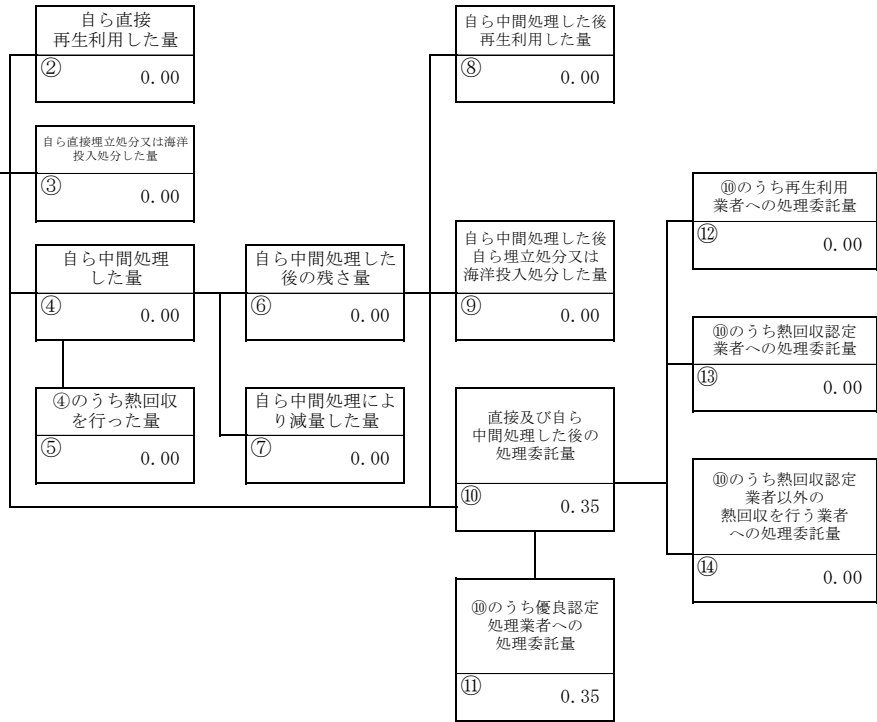 自ら直接
再生利用した量
②
0.00
自ら直接埋立処分又は海洋
投入処分した量
③
0.00
自ら中間処理
した量
④
0.00
④のうち熱回収
を行った量
⑤
0.00
自ら中間処理した
後の残さ量
⑥
0.00
自ら中間処理によ
り減量した量
⑦
0.00
自ら中間処理した後
再生利用した量
⑧
0.00
自ら中間処理した後
自ら埋立処分又は
海洋投入処分した量
⑨
0.00
直接及び自ら
中間処理した後の
処理委託量
⑩
0.35
⑩のうち優良認定
処理業者への
処理委託量
⑪
0.35
⑩のうち再生利用
業者への処理委託量
⑫
0.00
⑩のうち熱回収認定
業者への処理委託量
⑬
0.00
⑩のうち熱回収認定
業者以外の
熱回収を行う業者
への処理委託量
⑭
0.00